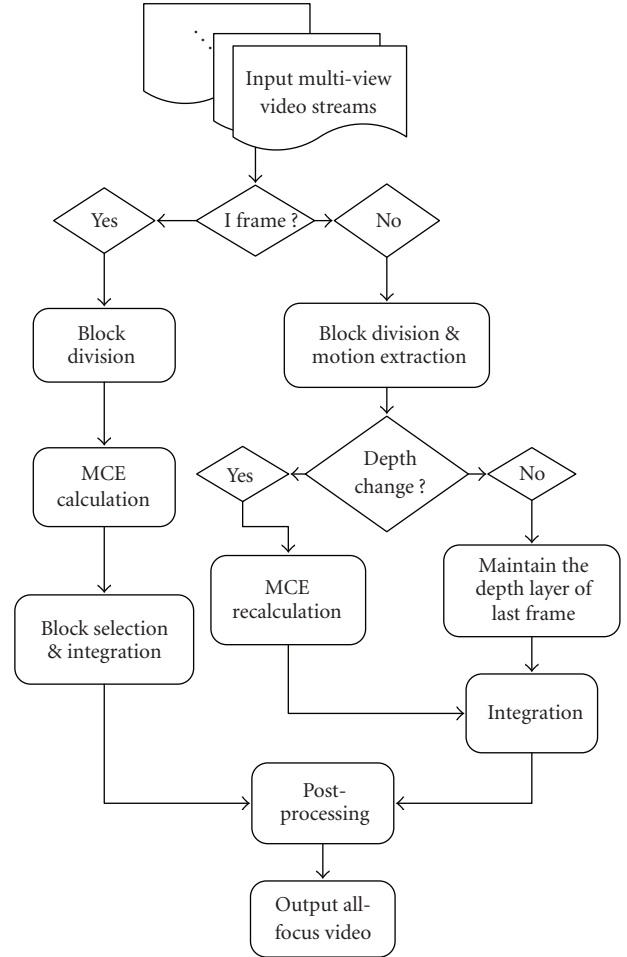 Input multi-view
video streams
Yes
I frame ?
No
Block
division
Block division &
motion extraction
MCE
calculation
Yes
Depth
change ?
No
MCE
recalculation
Maintain the
depth layer of
last frame
Block selection
& integration
Integration
Post-
processing
Output all-
focus video